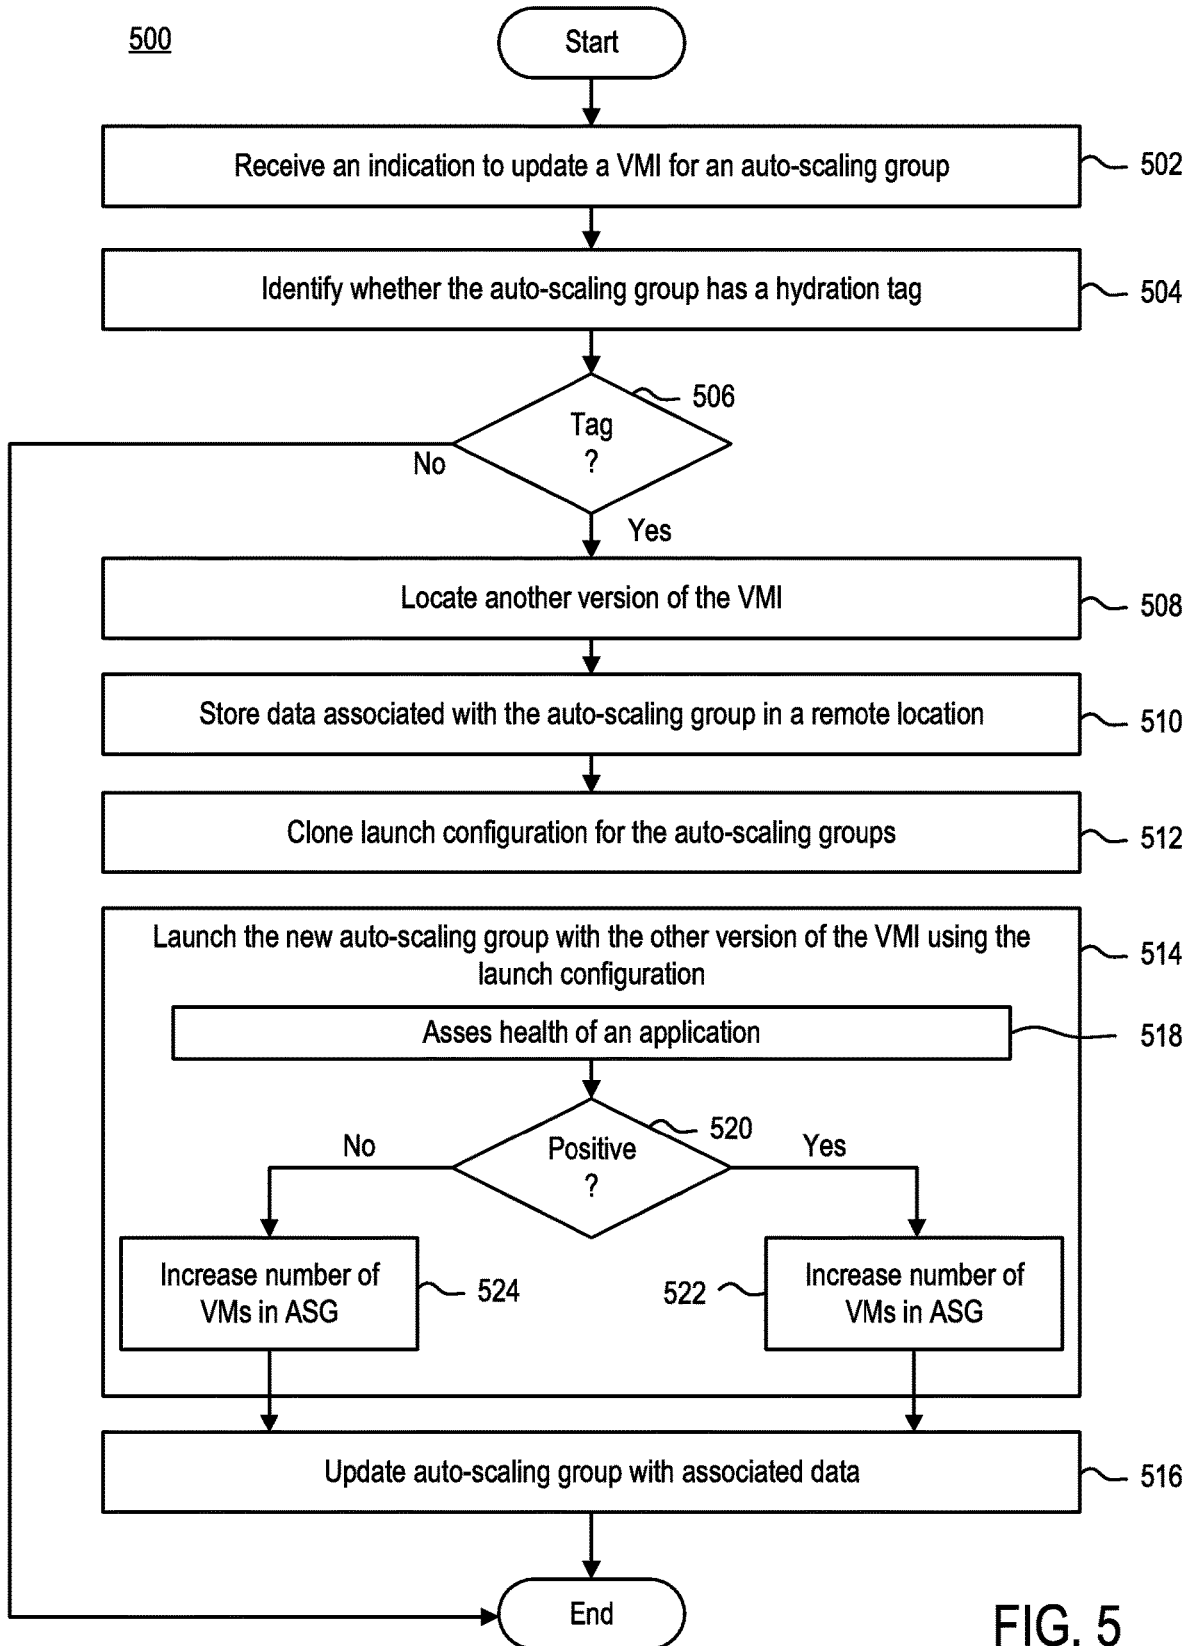 500
Start
Receive an indication to update a VMI for an auto-scaling group
502
Identify whether the auto-scaling group has a hydration tag
504
506
Tag
?
No
Yes
Locate another version of the VMI
508
Store data associated with the auto-scaling group in a remote location
510
Clone launch configuration for the auto-scaling groups
512
Launch the new auto-scaling group with the other version of the VMI using the
launch configuration
514
Asses health of an application
518
520
Positive
?
No
Yes
Increase number of
VMs in ASG
524
522
Increase number of
VMs in ASG
Update auto-scaling group with associated data
516
End
FIG. 5